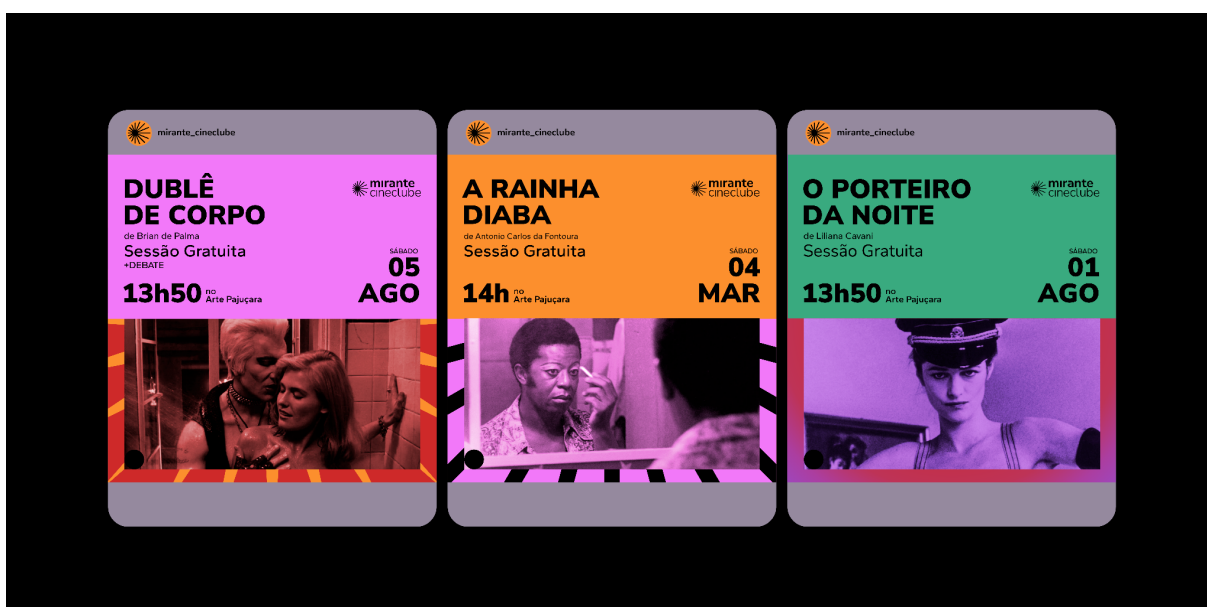 mirante_cineclube
DUBLÊ
DE CORPO
mirante
cineclube
de Brian de Palma
Sessão Gratuita
+DEBATE
SÁBADO
05
AGO
13h50
no
Arte Pajuçara
mirante_cineclube
A RAINHA
DIABA
mirante
cineclube
de Antonio Carlos da Fontoura
Sessão Gratuita
SÁBADO
04
MAR
14h
no
Arte Pajuçara
mirante_cineclube
O PORTEIRO
DA NOITE
mirante
cineclube
de Liliana Cavani
Sessão Gratuita
SÁBADO
01
AGO
13h50
no
Arte Pajuçara